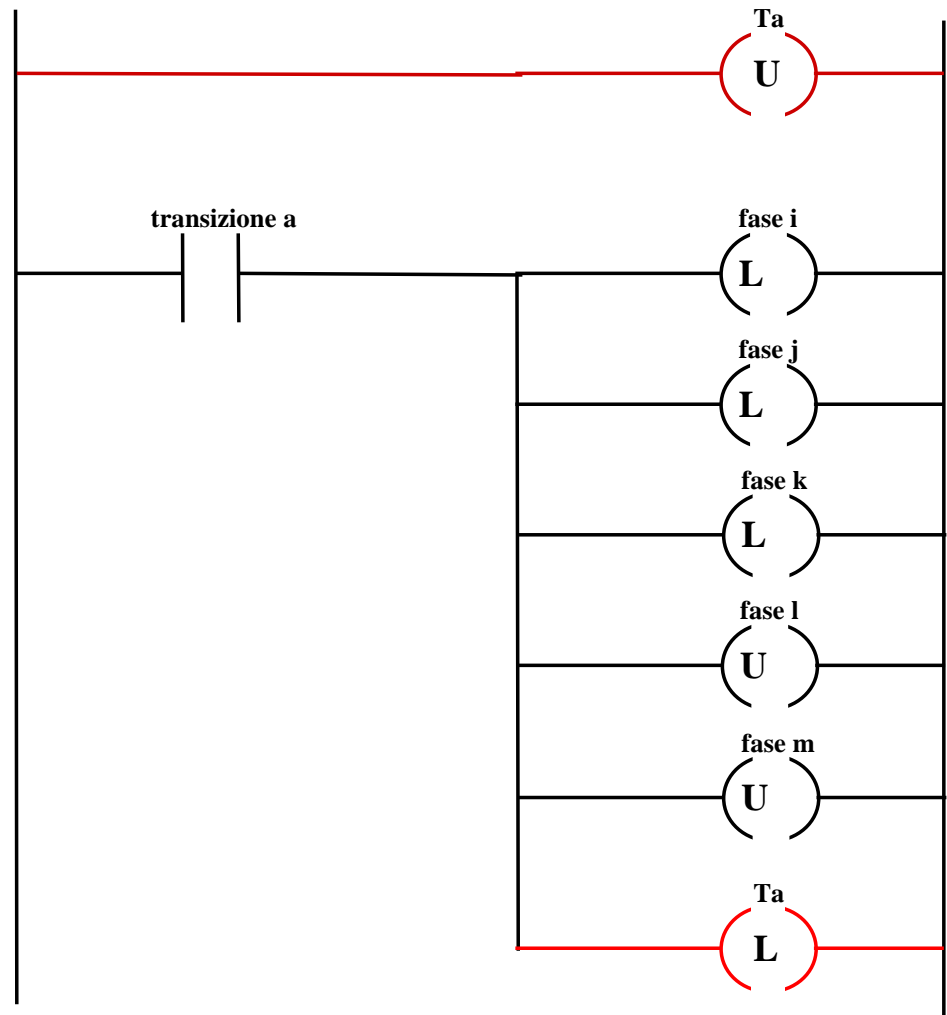 Ta
U
transizione a
fase i
L
fase j
L
fase k
L
fase l
U
fase m
U
Ta
L